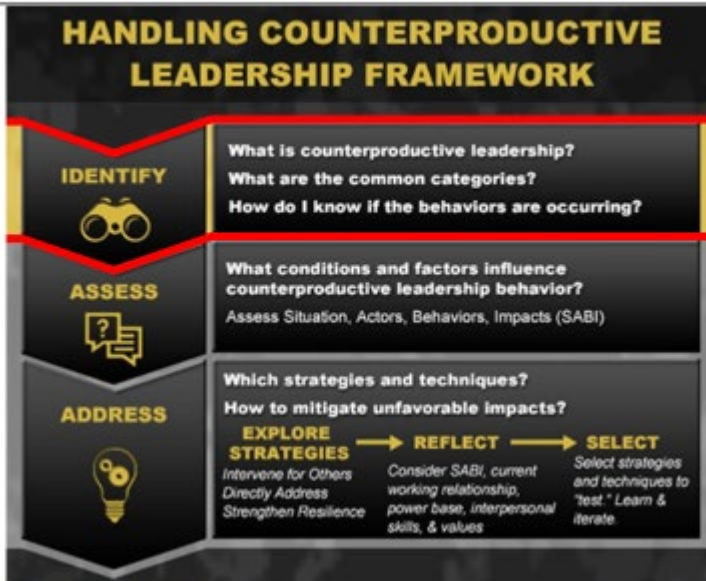 HANDLING COUNTERPRODUCTIVE
LEADERSHIP FRAMEWORK
IDENTIFY
What is counterproductive leadership?
What are the common categories?
How do I know if the behaviors are occurring?
ASSESS
?
What conditions and factors influence
counterproductive leadership behavior?
Assess Situation, Actors, Behaviors, Impacts (SABI)
ADDRESS
Which strategies and techniques?
How to mitigate unfavorable impacts?
EXPLORE
STRATEGIES
Intervene for Others
Directly Address
Strengthen Resilience
REFLECT
Consider SABI, current
working relationship,
power base, interpersonal
skills, & values
SELECT
Select strategies
and techniques to
"test." Learn &
iterate.